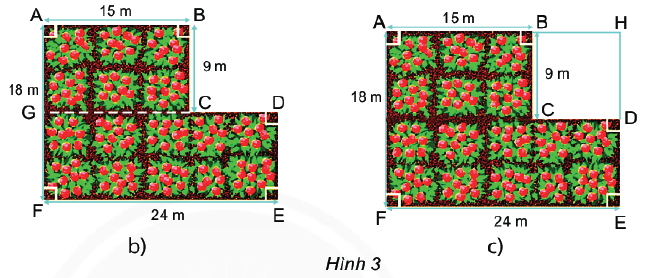 A 15 m B
9 m
18 m
G C D
F 24 m E
b)
A 15 m B H
9 m
18 m
C D
F 24 m E
c)
Hình 3